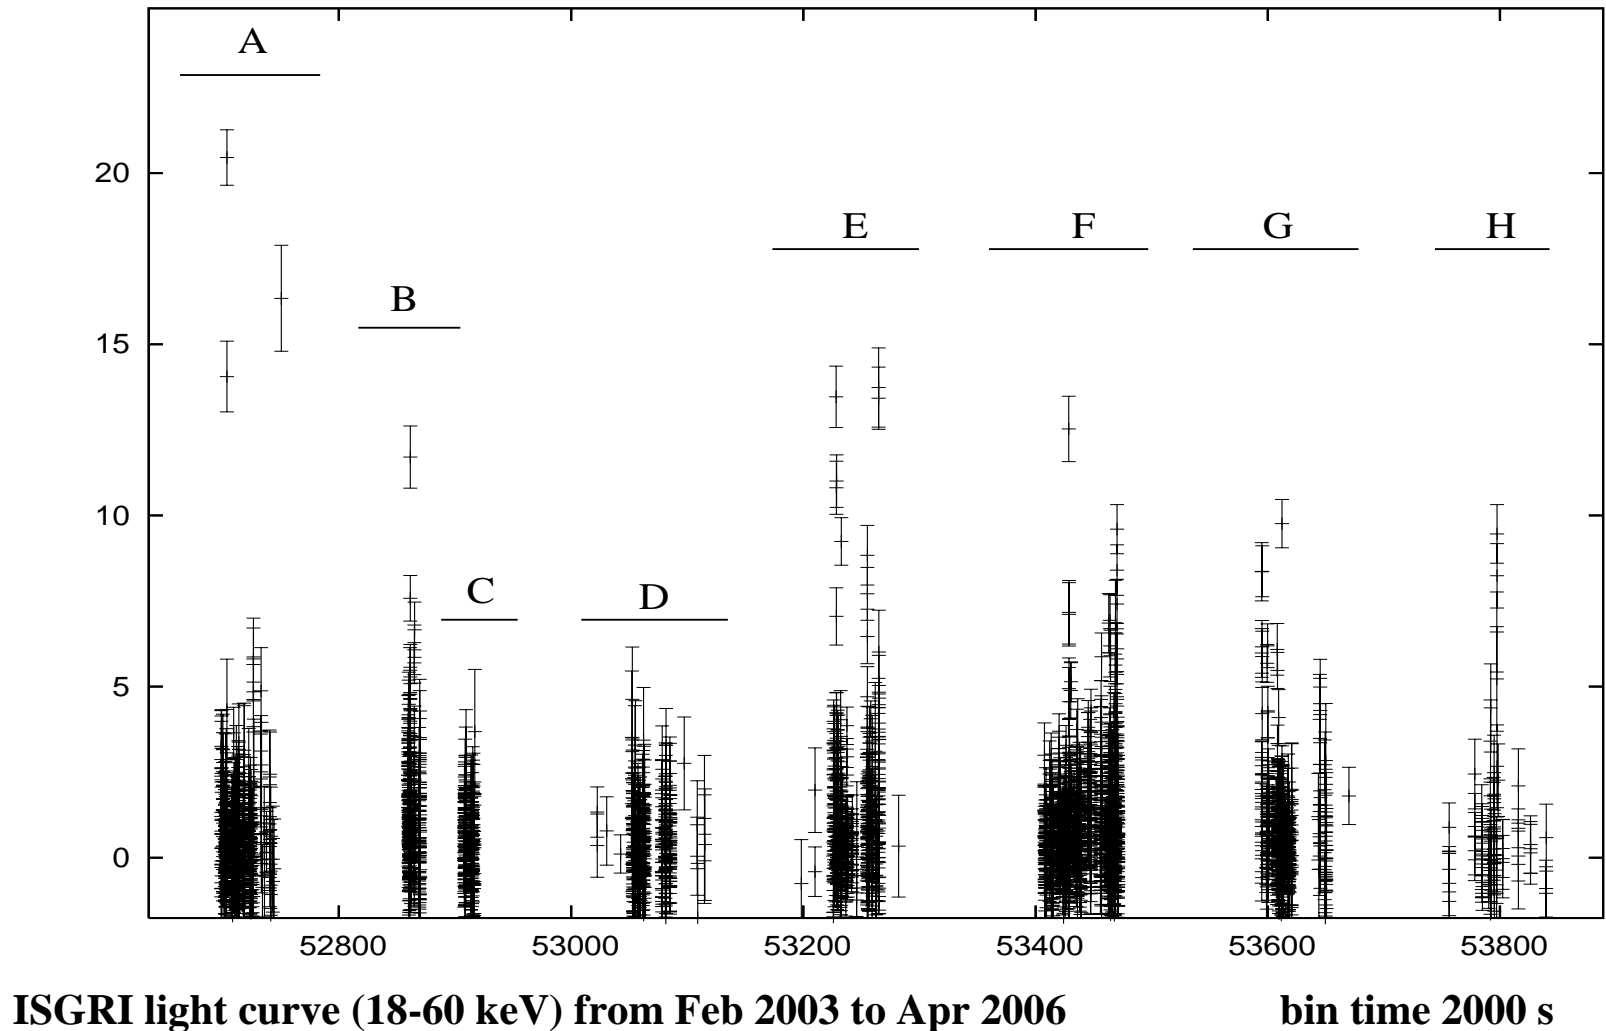 A
20
E F G H
B
15
10
C D
5
0
52800 53000 53200 53400 53600 53800
ISGRI light curve (18-60 keV) from Feb 2003 to Apr 2006 bin time 2000 s